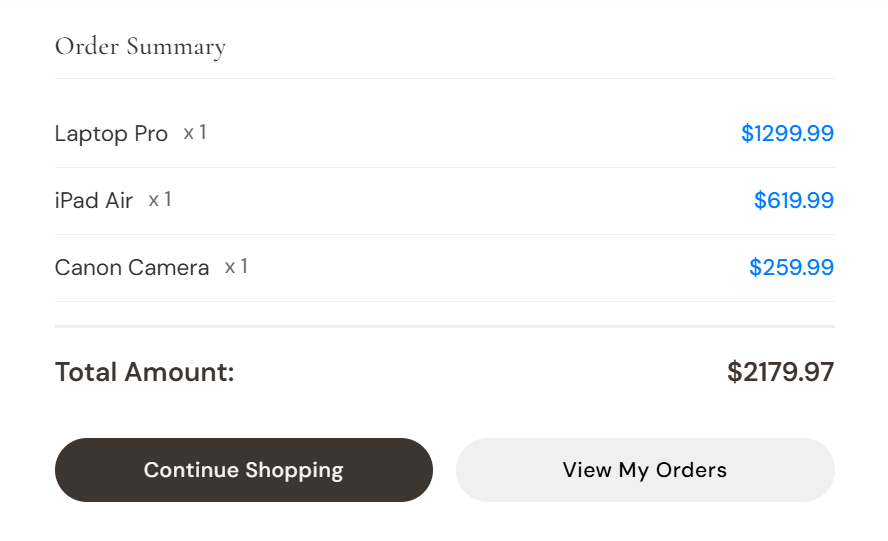 Order Summary
Laptop Pro x 1 $1299.99
iPad Air x 1 $619.99
Canon Camera x 1 $259.99
Total Amount: $2179.97
Continue Shopping View My Orders